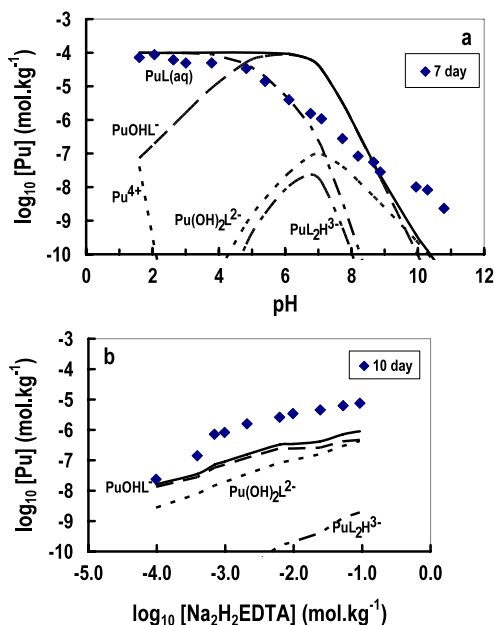 a
7 day
log₁₀ [Pu] (mol.kg⁻¹)
-3
-4
-5
-6
-7
-8
-9
-10
PuL(aq)
PuOHL⁻
Pu⁴⁺
Pu(OH)₂L²⁻
PuL₂H³⁻
0 2 4 6 8 10 12
pH
b
10 day
log₁₀ [Pu] (mol.kg⁻¹)
-3
-4
-5
-6
-7
-8
-9
-10
PuOHL⁻
Pu(OH)₂L²⁻
PuL₂H³⁻
-5.0 -4.0 -3.0 -2.0 -1.0 0.0
log₁₀ [Na₂H₂EDTA] (mol.kg⁻¹)